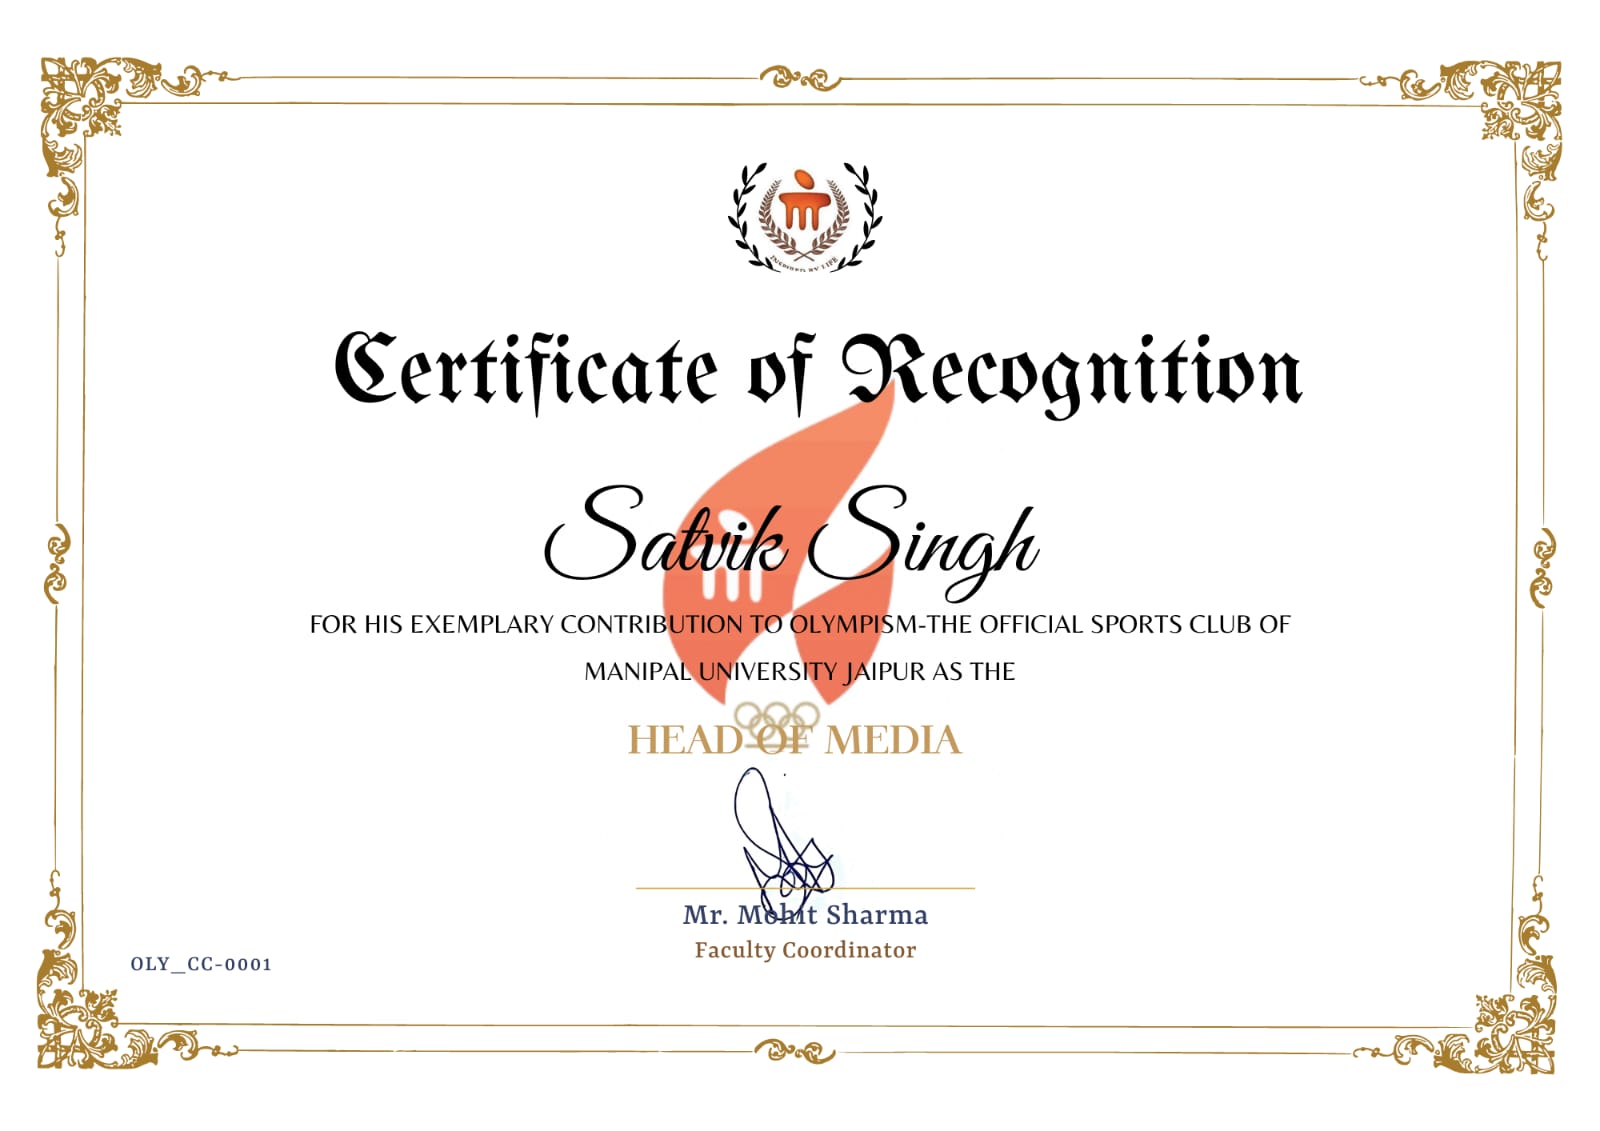 INSPIRED BY LIFE
Certificate of Recognition
Satvik Singh
FOR HIS EXEMPLARY CONTRIBUTION TO OLYMPISM-THE OFFICIAL SPORTS CLUB OF
MANIPAL UNIVERSITY JAIPUR AS THE
HEAD OF MEDIA
Mr. Mohit Sharma
Faculty Coordinator
OLY_CC-0001